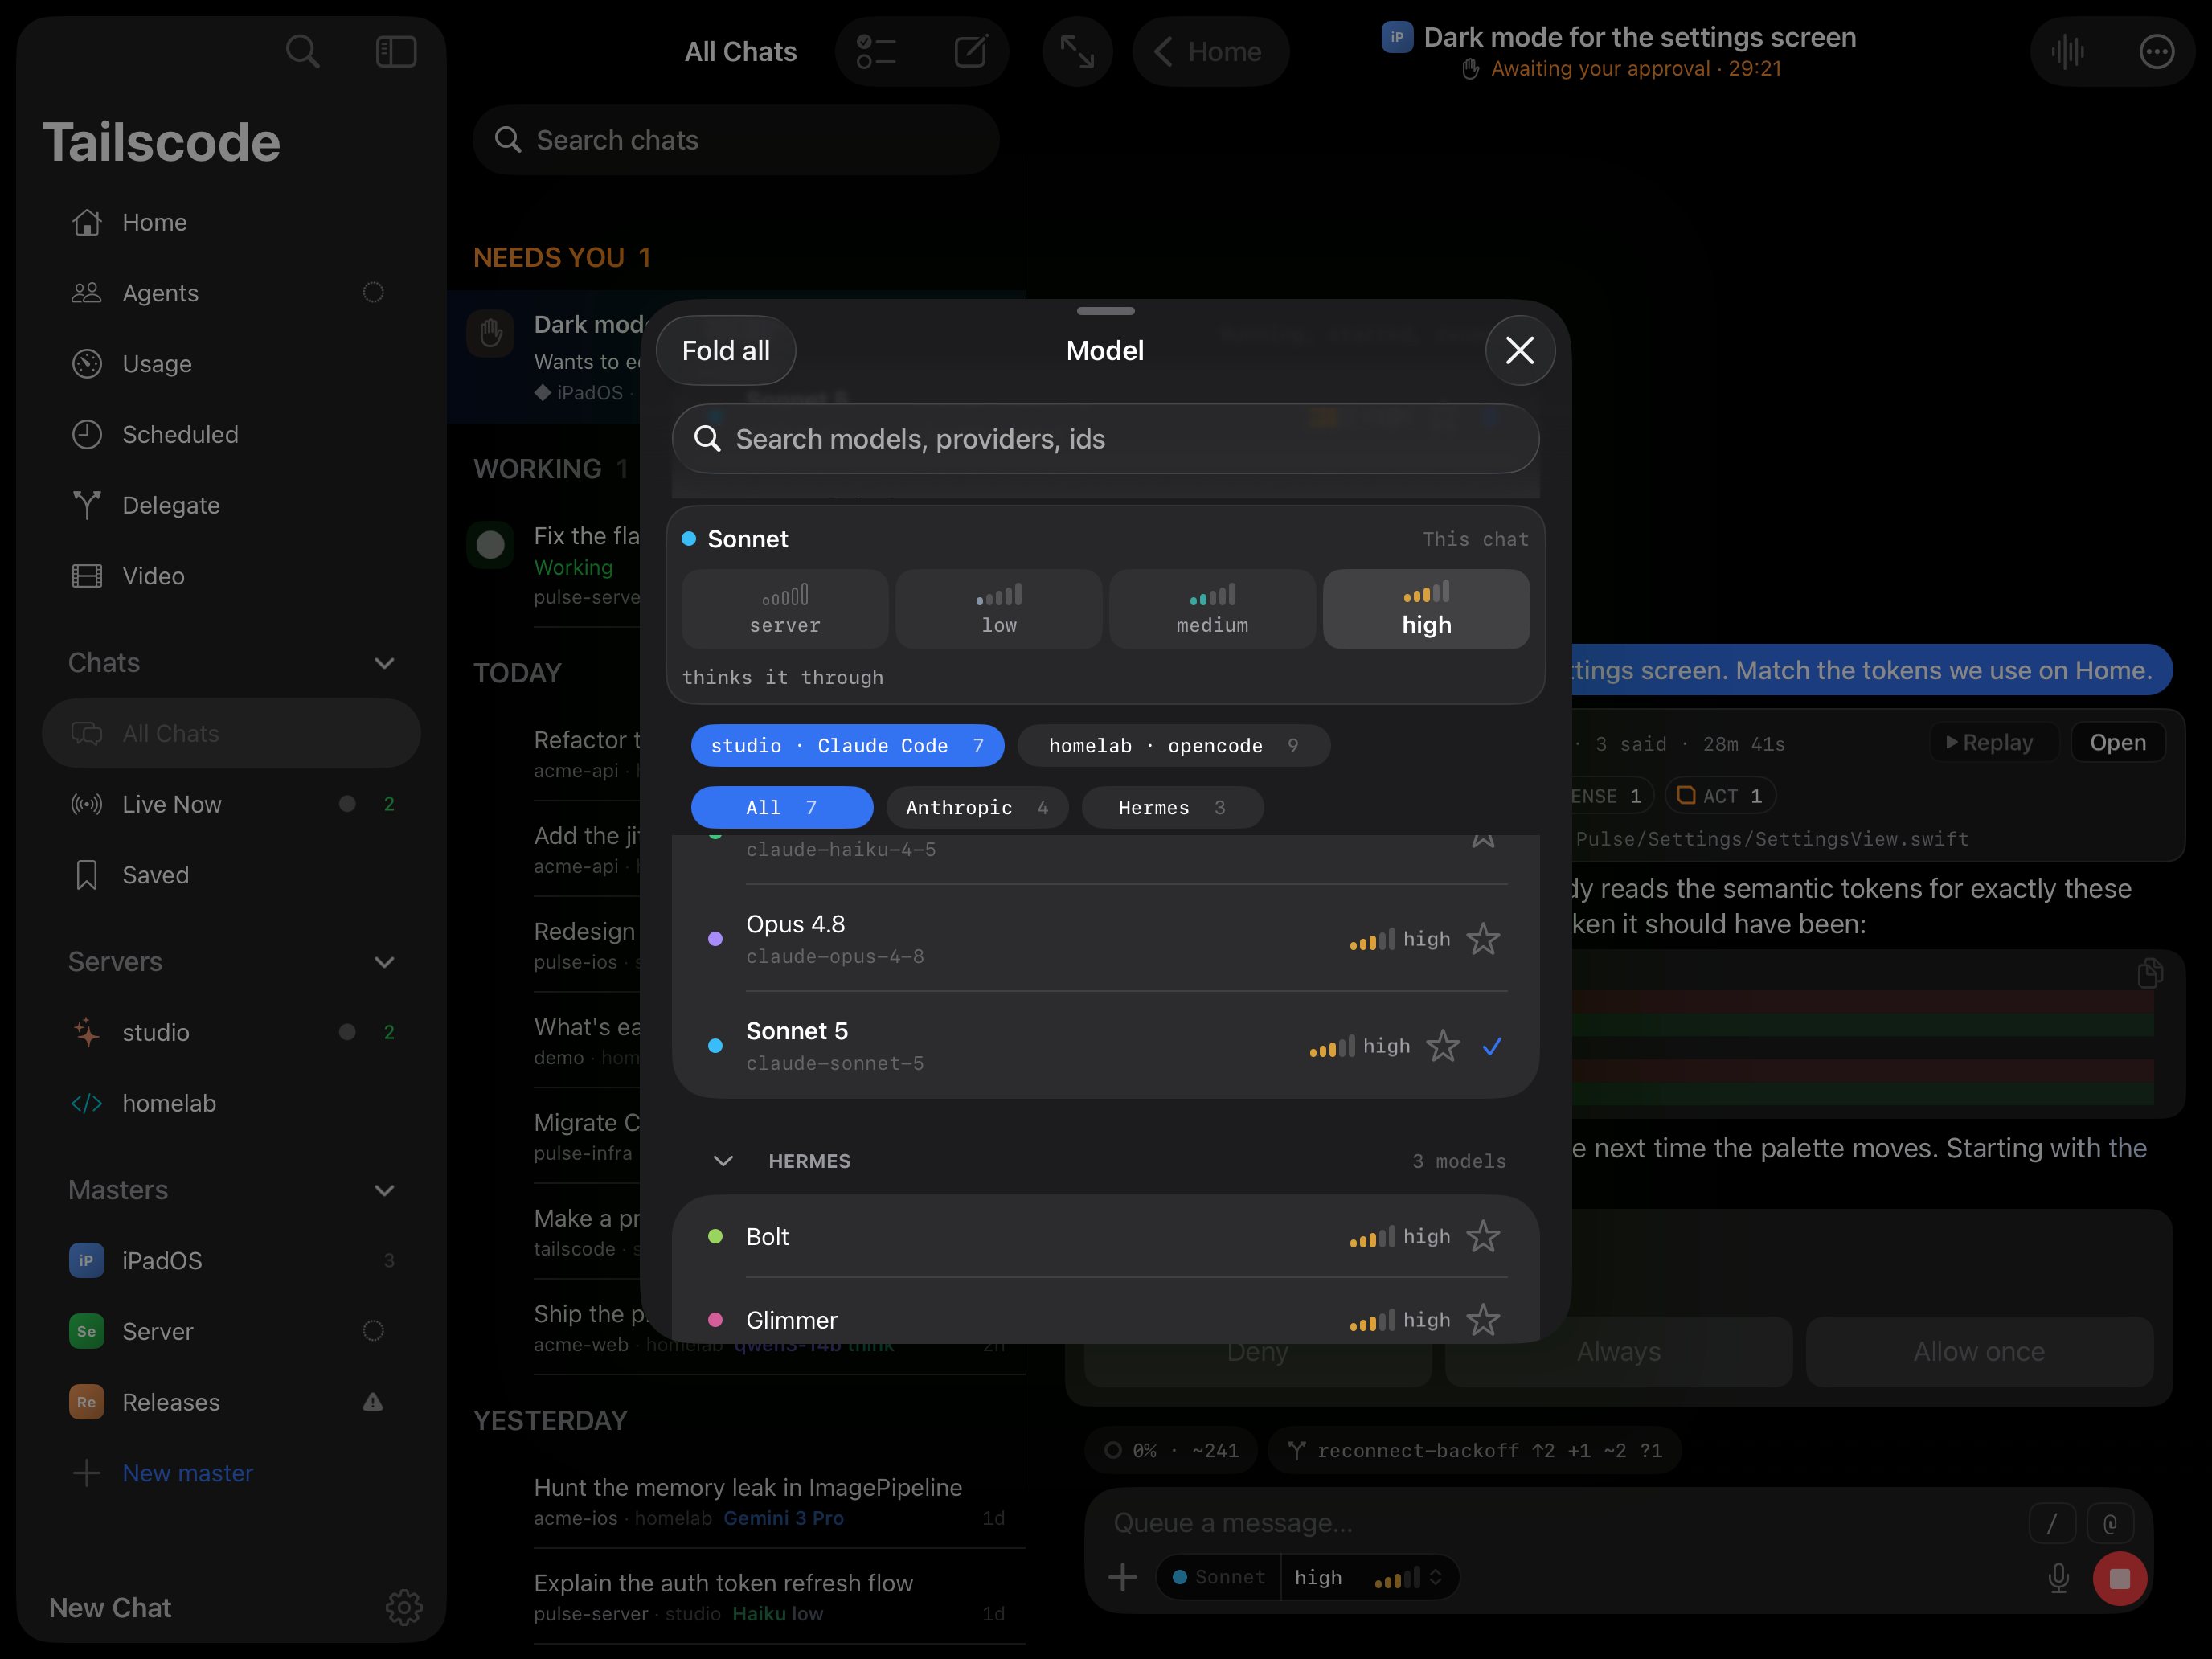 Tailscode
Home
Agents
Usage
Scheduled
Delegate
Video
Chats
All Chats
Live Now 2
Saved
Servers
studio 2
homelab
Masters
iP iPadOS 3
Se Server
Re Releases
New master
New Chat
All Chats
Search chats
NEEDS YOU 1
Dark mod
Wants to e
iPadOS ·
WORKING 1
Fix the fla
Working
pulse-serve
TODAY
Refactor t
acme-api ·
Add the ji
acme-api ·
Redesign
pulse-ios ·
What's ea
demo · hom
Migrate C
pulse-infra
Make a pr
tailscode ·
Ship the p
acme-web · homelab qwen3-14b think 2h
YESTERDAY
Hunt the memory leak in ImagePipeline
acme-ios · homelab Gemini 3 Pro 1d
Explain the auth token refresh flow
pulse-server · studio Haiku low 1d
Home
iP Dark mode for the settings screen
Awaiting your approval · 29:21
Fold all
Model
Search models, providers, ids
Sonnet This chat
server low medium high
thinks it through
studio · Claude Code 7 homelab · opencode 9
All 7 Anthropic 4 Hermes 3
claude-haiku-4-5
Opus 4.8
claude-opus-4-8
high
Sonnet 5
claude-sonnet-5
high
HERMES 3 models
Bolt high
Glimmer high
ttings screen. Match the tokens we use on Home.
· 3 said · 28m 41s Replay Open
ENSE 1 ACT 1
Pulse/Settings/SettingsView.swift
dy reads the semantic tokens for exactly these
ken it should have been:
e next time the palette moves. Starting with the
Deny Always Allow once
0% · ~241 reconnect-backoff ↑2 +1 ~2 ?1
Queue a message...
/ @
Sonnet high